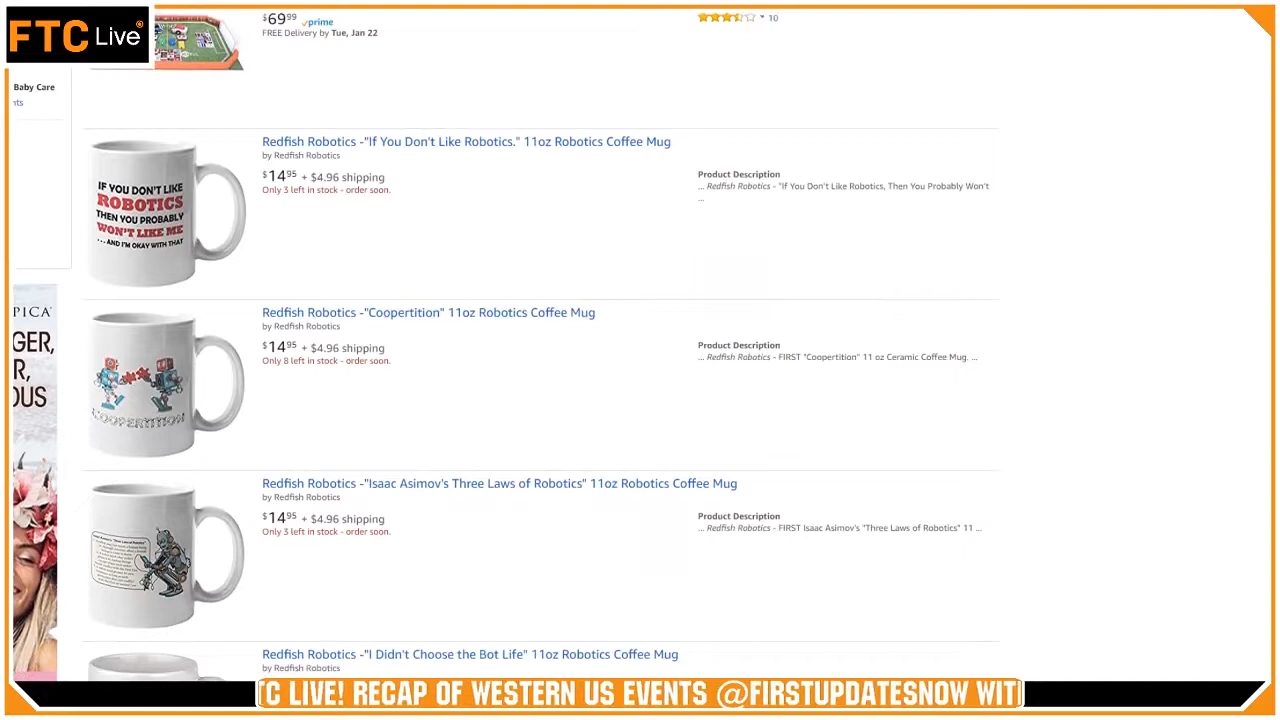 FTC Live
$69.99 prime
10
FREE Delivery by Tue, Jan 22
Baby Care
nts
Redfish Robotics -"If You Don't Like Robotics." 11oz Robotics Coffee Mug
by Redfish Robotics
$14.95 + $4.96 shipping
Only 3 left in stock - order soon.
Product Description
... Redfish Robotics - "If You Don't Like Robotics, Then You Probably Won't
...
IF YOU DON'T LIKE
ROBOTICS
THEN YOU PROBABLY
WON'T LIKE ME
...AND I'M OKAY WITH THAT
Redfish Robotics -"Coopertition" 11oz Robotics Coffee Mug
by Redfish Robotics
$14.95 + $4.96 shipping
Only 8 left in stock - order soon.
Product Description
... Redfish Robotics - FIRST "Coopertition" 11 oz Ceramic Coffee Mug. ...
COOPERTITION
PICA
GER,
R,
OUS
Redfish Robotics -"Isaac Asimov's Three Laws of Robotics" 11oz Robotics Coffee Mug
by Redfish Robotics
$14.95 + $4.96 shipping
Only 3 left in stock - order soon.
Product Description
... Redfish Robotics - FIRST Isaac Asimov's "Three Laws of Robotics" 11 ...
Redfish Robotics -"I Didn't Choose the Bot Life" 11oz Robotics Coffee Mug
by Redfish Robotics
TC LIVE! RECAP OF WESTERN US EVENTS @FIRSTUPDATESNOW WIT